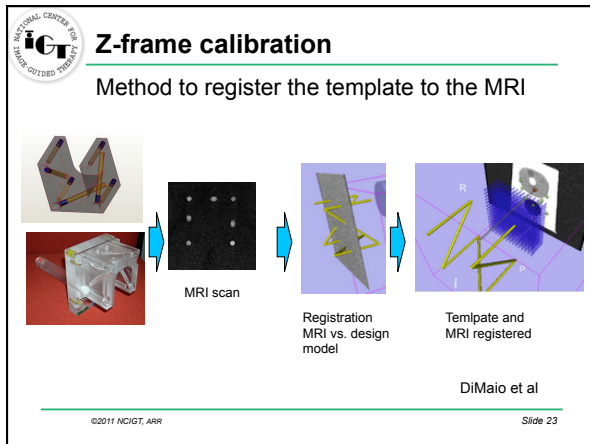 NATIONAL CENTER FOR
IMAGE GUIDED THERAPY
iGT
Z-frame calibration
Method to register the template to the MRI
MRI scan
Registration
MRI vs. design
model
R
P
I
Temlpate and
MRI registered
DiMaio et al
©2011 NCIGT, ARR
Slide 23